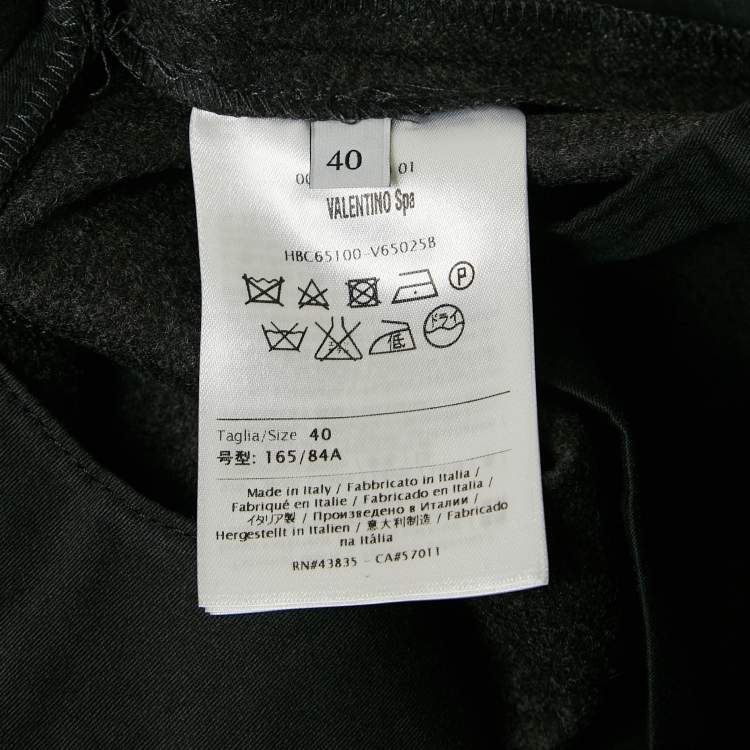 40
01
VALENTINO Spa
HBC65100-V65025B
P
ドライ
低
Taglia/Size 40
号型: 165/84A
Made in Italy / Fabbricato in Italia /
Fabriqué en Italie / Fabricado en Italia /
イタリア製 / Произведено в Италии /
Hergestellt in Italien / 意大利制造 / Fabricado
na Itália
RN#43835 - CA#57011